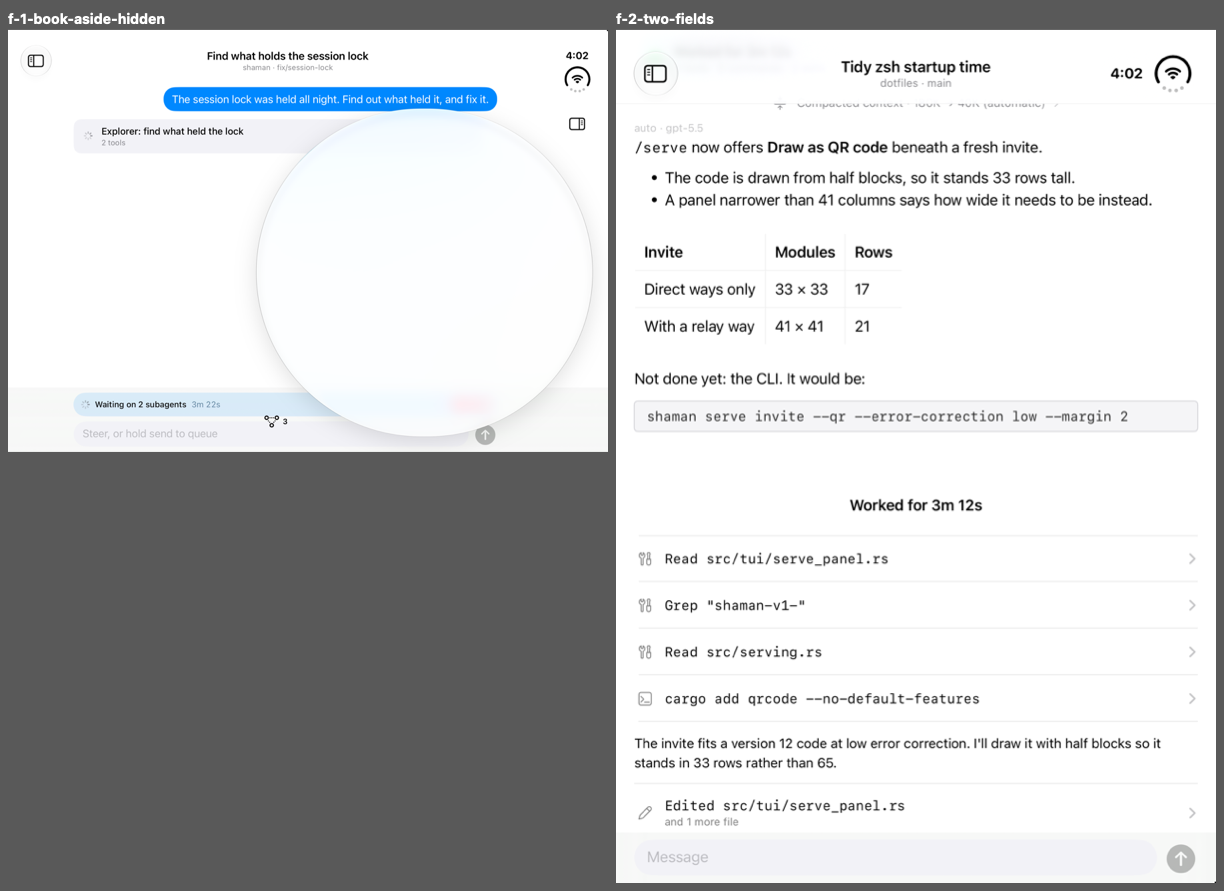 f-1-book-aside-hidden
Find what holds the session lock
shaman · fix/session-lock
4:02
The session lock was held all night. Find out what held it, and fix it.
Explorer: find what held the lock
2 tools
Waiting on 2 subagents 3m 22s
3
Steer, or hold send to queue
f-2-two-fields
Tidy zsh startup time
dotfiles · main
4:02
Compacted context · (automatic)
auto · gpt-5.5
/serve now offers Draw as QR code beneath a fresh invite.
• The code is drawn from half blocks, so it stands 33 rows tall.
• A panel narrower than 41 columns says how wide it needs to be instead.
Invite Modules Rows
Direct ways only 33 × 33 17
With a relay way 41 × 41 21
Not done yet: the CLI. It would be:
shaman serve invite --qr --error-correction low --margin 2
Worked for 3m 12s
Read src/tui/serve_panel.rs
Grep "shaman-v1-"
Read src/serving.rs
cargo add qrcode --no-default-features
The invite fits a version 12 code at low error correction. I'll draw it with half blocks so it
stands in 33 rows rather than 65.
Edited src/tui/serve_panel.rs
and 1 more file
Message